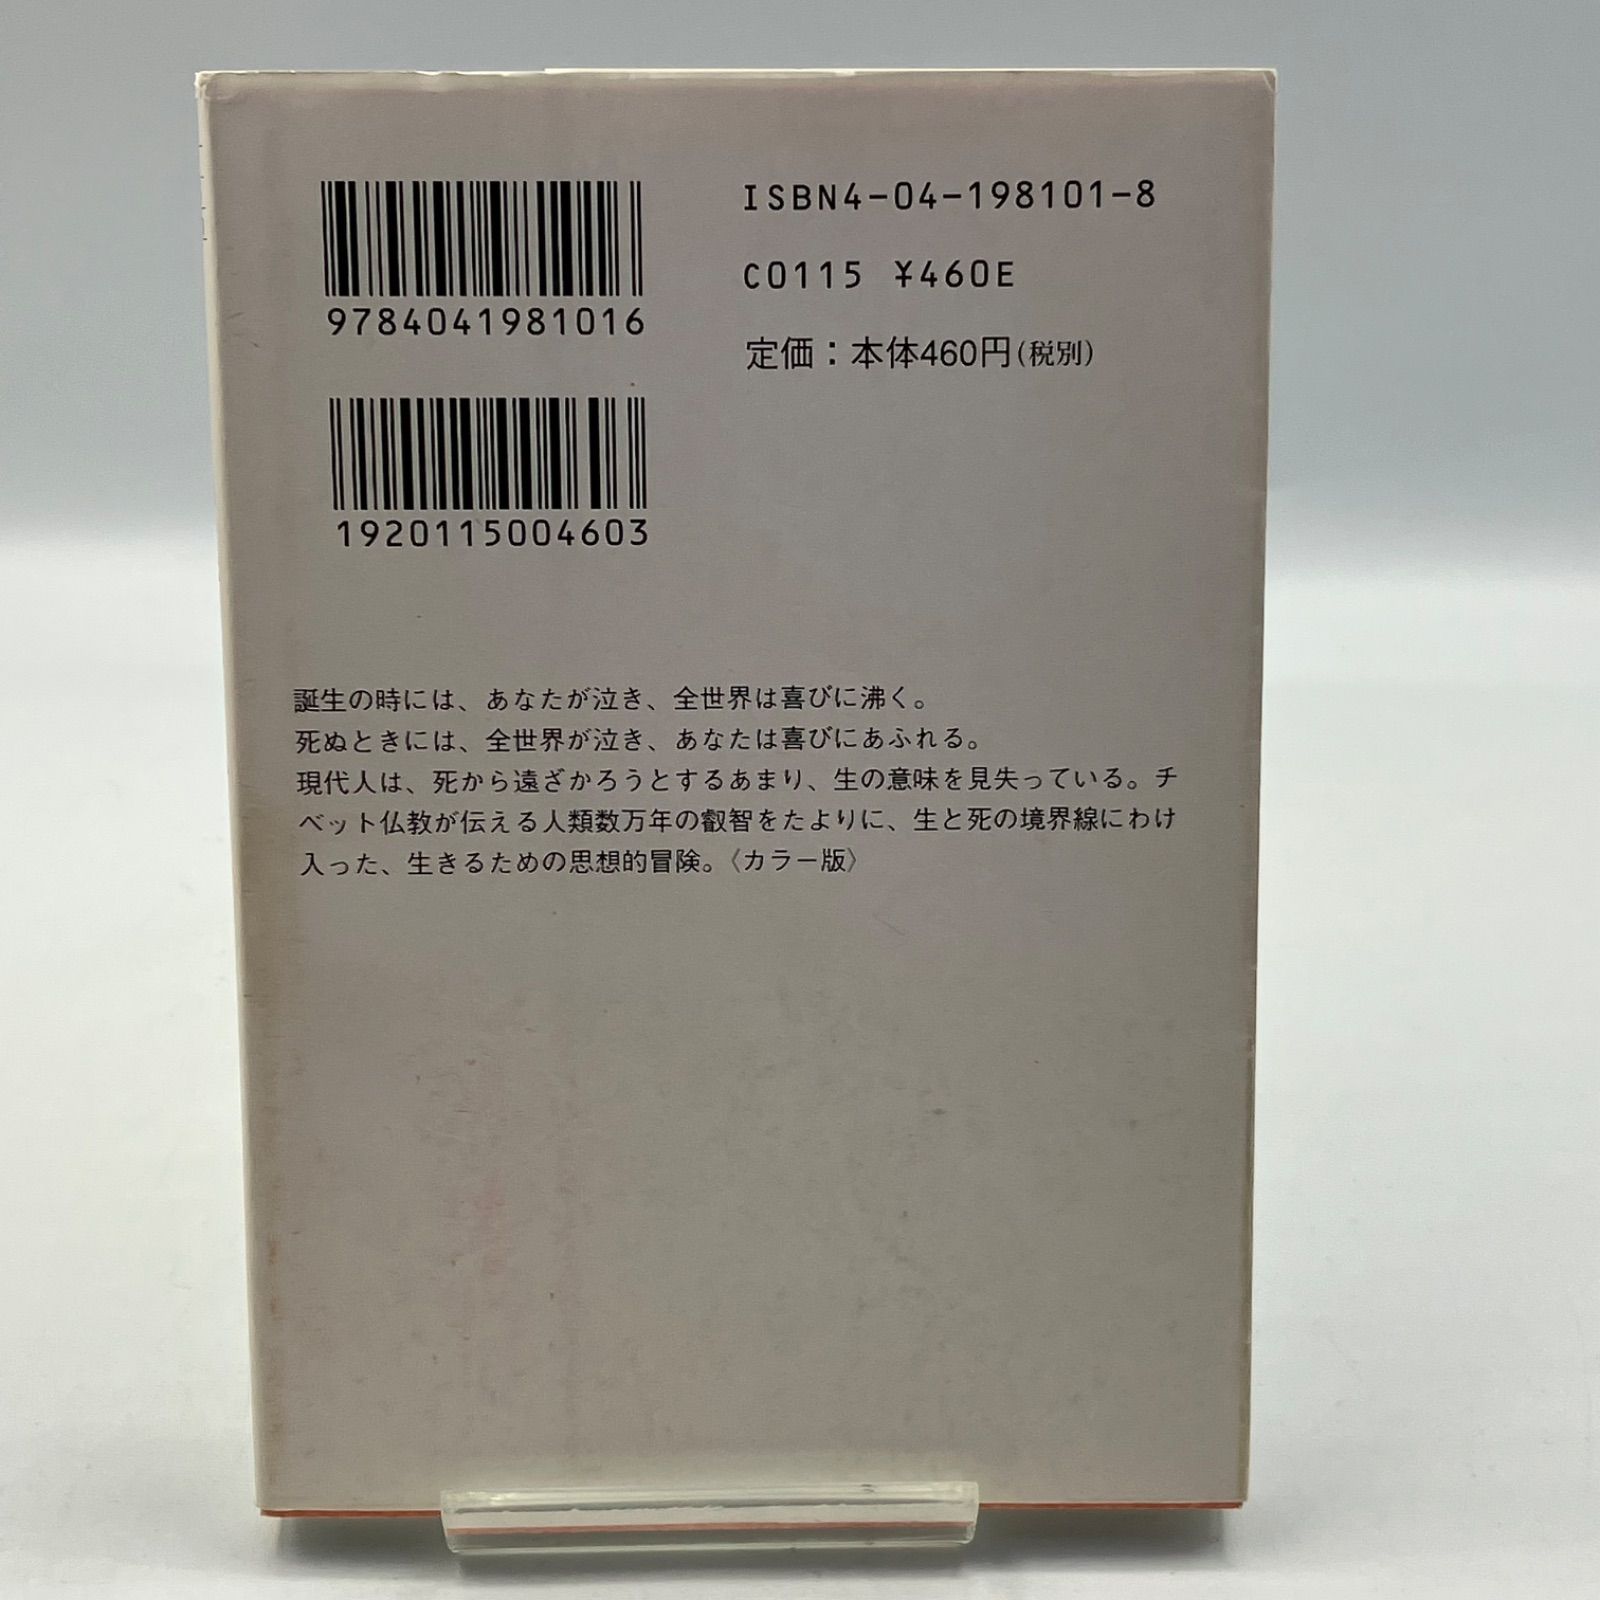 ISBN4-04-198101-8
C0115 ¥460E
定価：本体460円(税別)
9784041981016
1920115004603
誕生の時には、あなたが泣き、全世界は喜びに沸く。
死ぬときには、全世界が泣き、あなたは喜びにあふれる。
現代人は、死から遠ざかろうとするあまり、生の意味を見失っている。チ
ベット仏教が伝える人類数万年の叡智をたよりに、生と死の境界線にわけ
入った、生きるための思想的冒険。〈カラー版〉